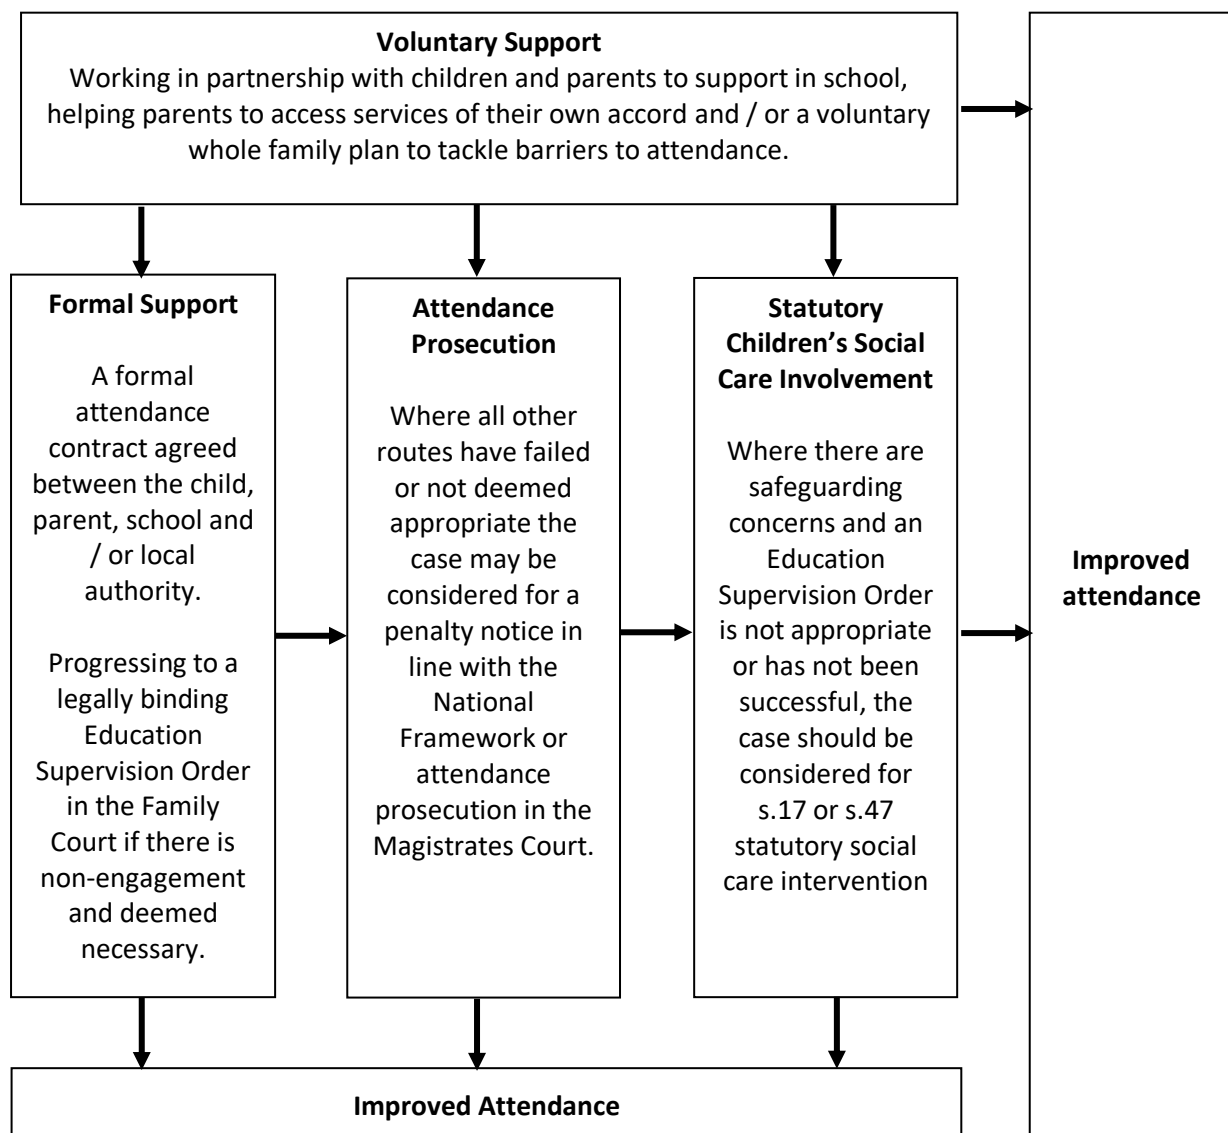 Voluntary Support
Working in partnership with children and parents to support in school,
helping parents to access services of their own accord and / or a voluntary
whole family plan to tackle barriers to attendance.
Formal Support
A formal
attendance
contract agreed
between the child,
parent, school and
/ or local
authority.
Progressing to a
legally binding
Education
Supervision Order
in the Family
Court if there is
non-engagement
and deemed
necessary.
Attendance
Prosecution
Where all other
routes have failed
or not deemed
appropriate the
case may be
considered for a
penalty notice in
line with the
National
Framework or
attendance
prosecution in the
Magistrates Court.
Statutory
Children’s Social
Care Involvement
Where there are
safeguarding
concerns and an
Education
Supervision Order
is not appropriate
or has not been
successful, the
case should be
considered for
s.17 or s.47
statutory social
care intervention
Improved
attendance
Improved Attendance